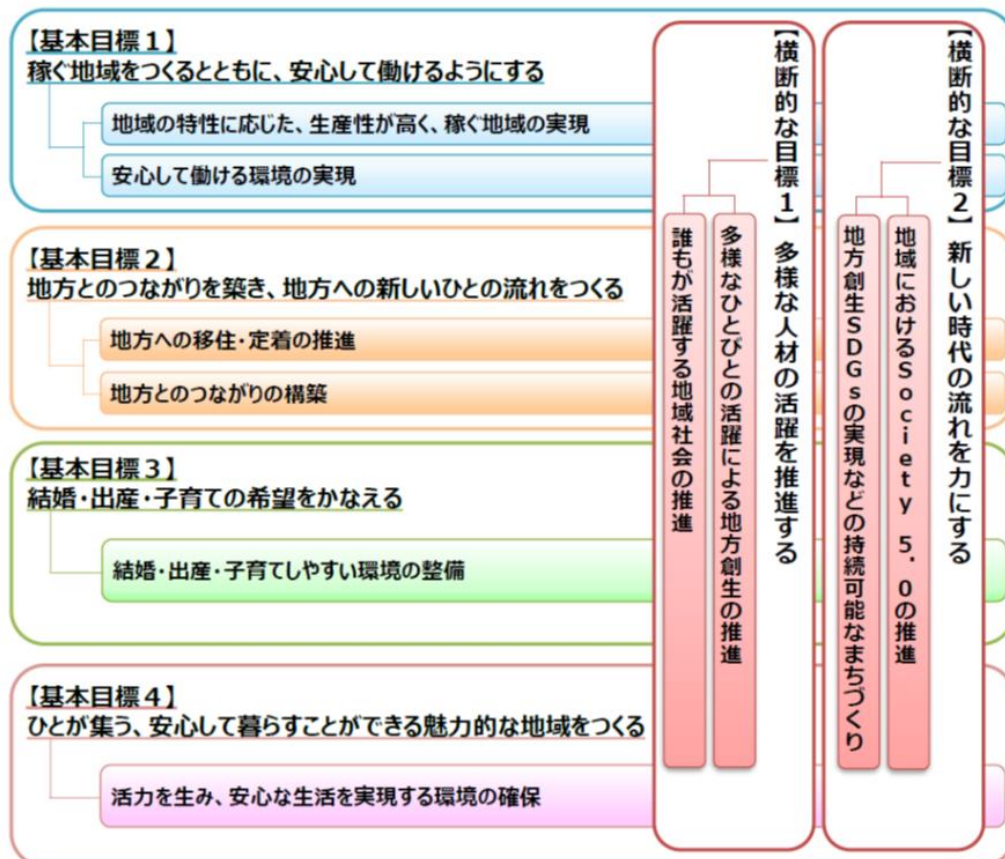 【基本目標１】
稼ぐ地域をつくるとともに、安心して働けるようにする
地域の特性に応じた、生産性が高く、稼ぐ地域の実現
安心して働ける環境の実現
【基本目標２】
地方とのつながりを築き、地方への新しいひとの流れをつくる
地方への移住・定着の推進
地方とのつながりの構築
【基本目標３】
結婚・出産・子育ての希望をかなえる
結婚・出産・子育てしやすい環境の整備
【基本目標４】
ひとが集う、安心して暮らすことができる魅力的な地域をつくる
活力を生み、安心な生活を実現する環境の確保
【横断的な目標１】多様な人材の活躍を推進する
多様なひとびとの活躍による地方創生の推進
誰もが活躍する地域社会の推進
【横断的な目標２】新しい時代の流れを力にする
地域におけるSociety 5.0の推進
地方創生SDGsの実現などの持続可能なまちづくり